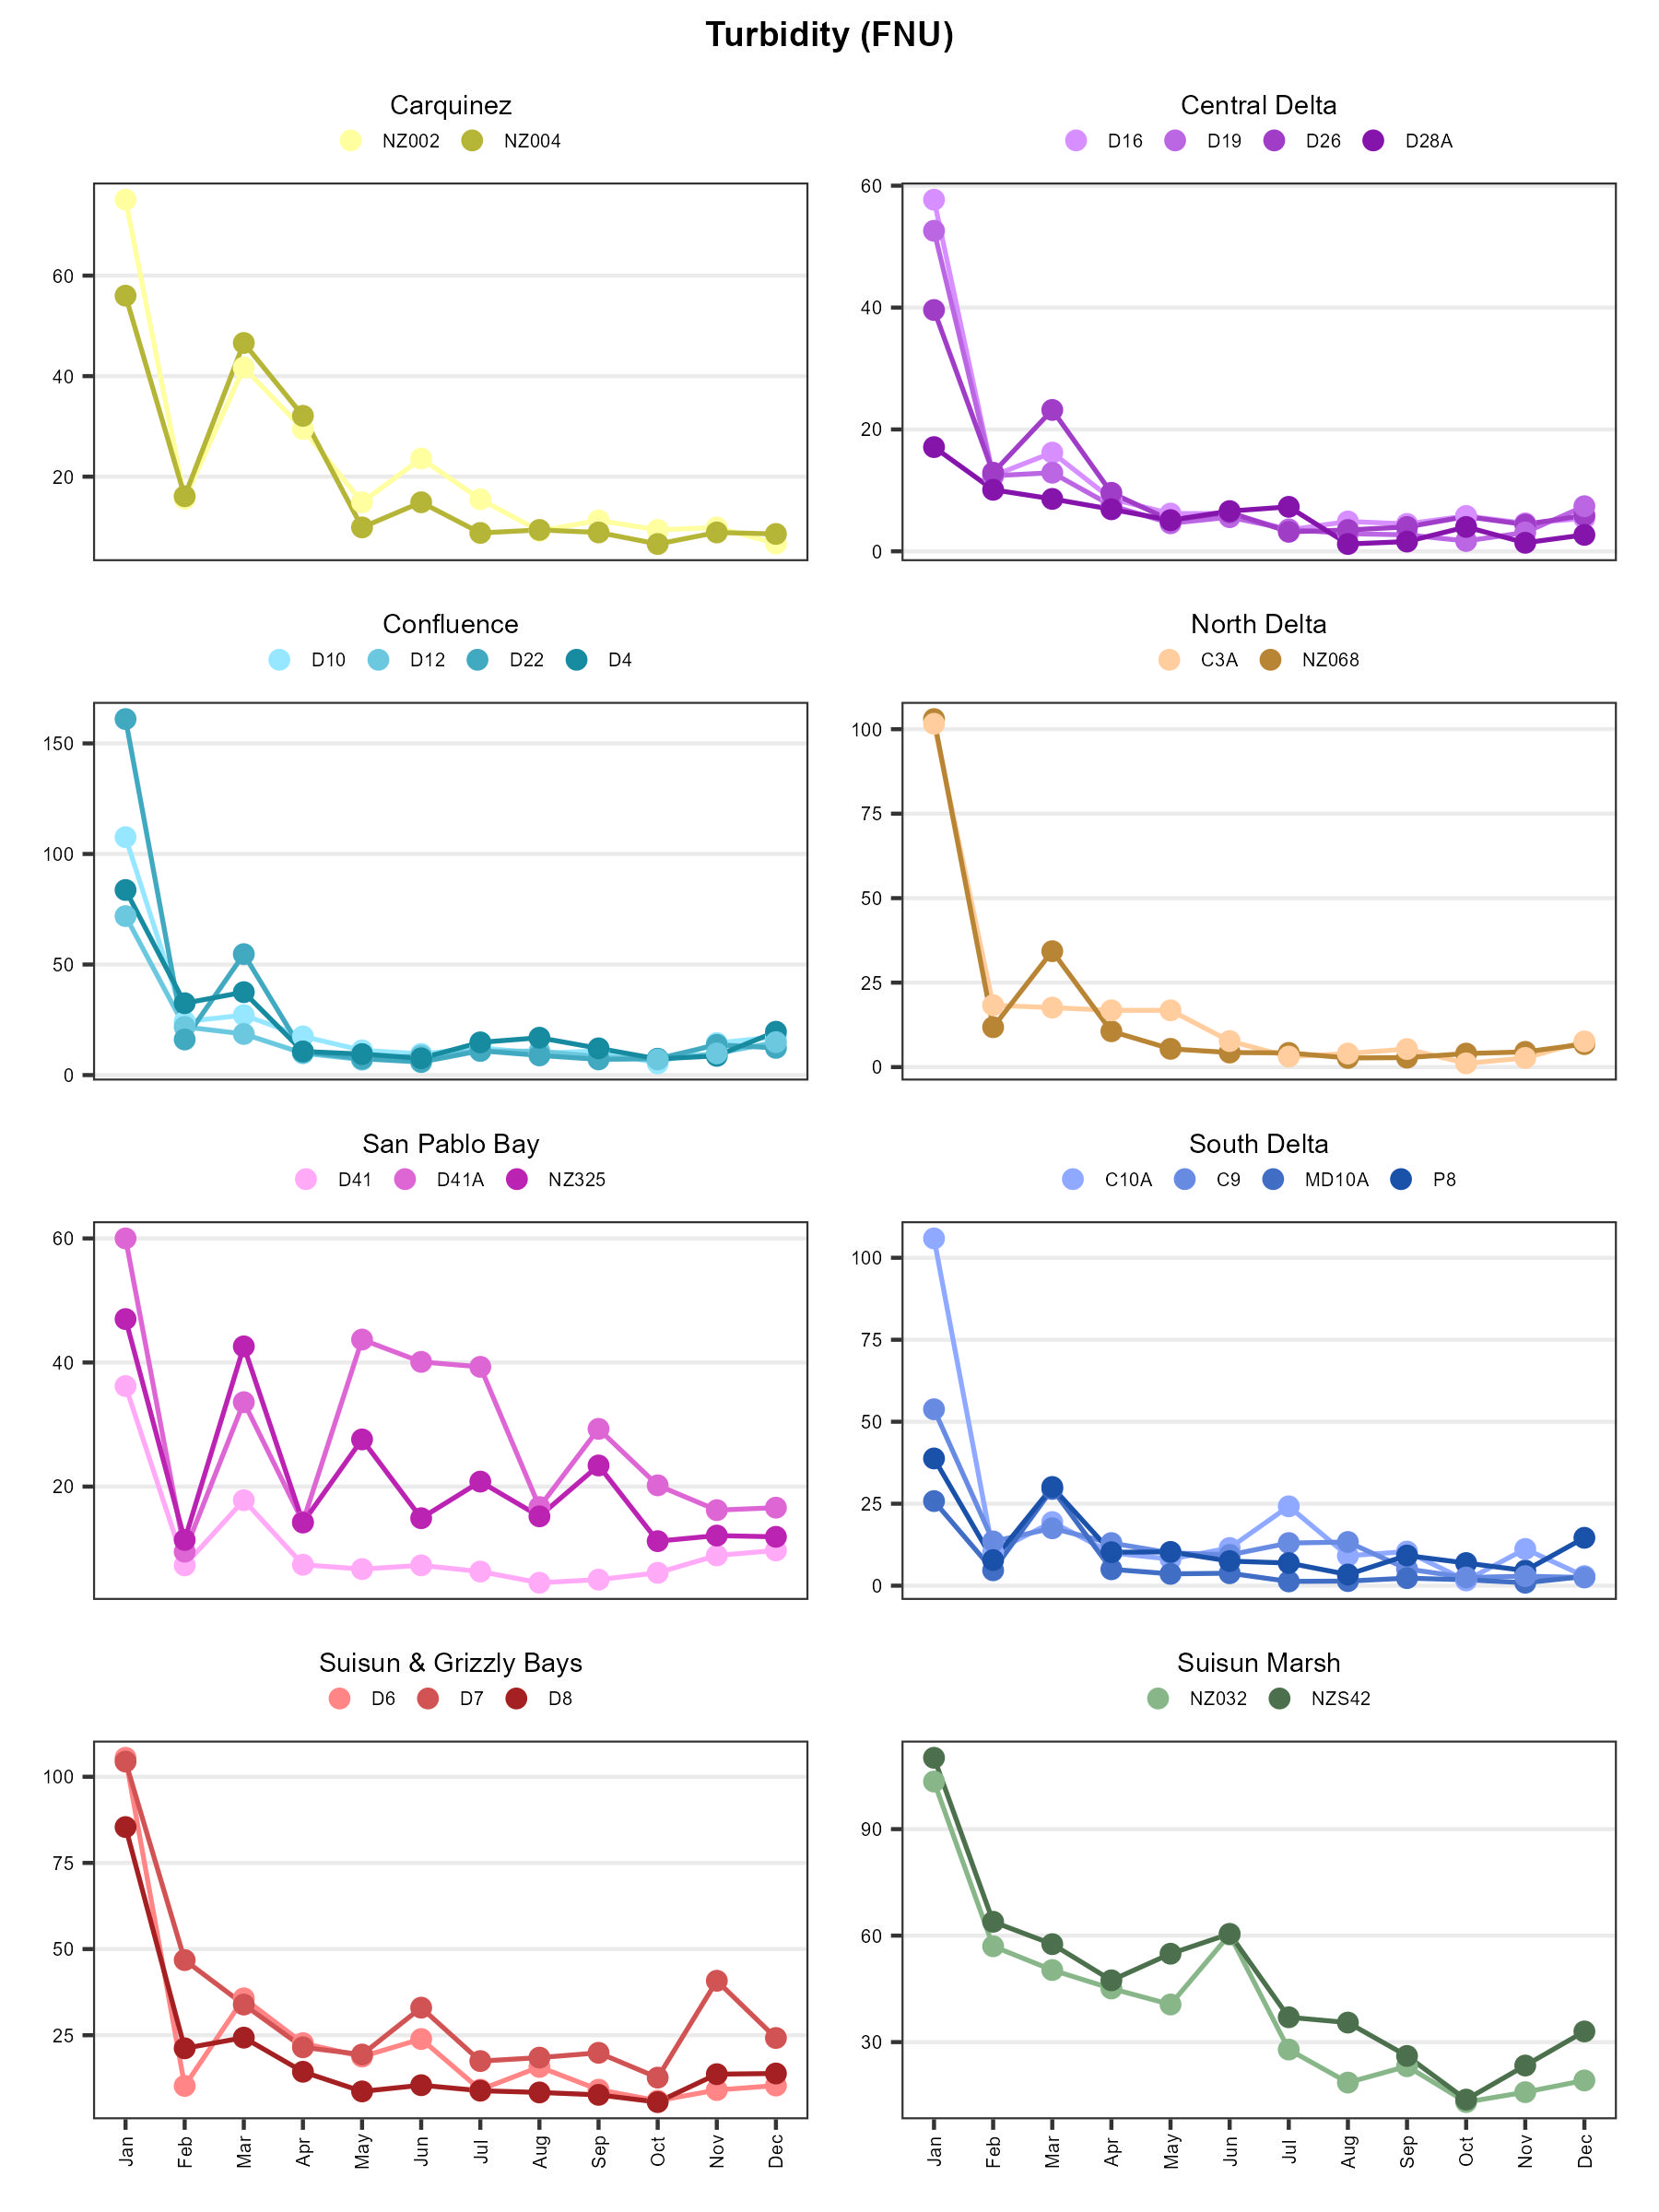 Turbidity (FNU)
Carquinez
NZ002 NZ004
60
40
20
Central Delta
D16 D19 D26 D28A
60
40
20
0
Confluence
D10 D12 D22 D4
150
100
50
0
North Delta
C3A NZ068
100
75
50
25
0
San Pablo Bay
D41 D41A NZ325
60
40
20
South Delta
C10A C9 MD10A P8
100
75
50
25
0
Suisun & Grizzly Bays
D6 D7 D8
100
75
50
25
Jan Feb Mar Apr May Jun Jul Aug Sep Oct Nov Dec
Suisun Marsh
NZ032 NZS42
90
60
30
Jan Feb Mar Apr May Jun Jul Aug Sep Oct Nov Dec